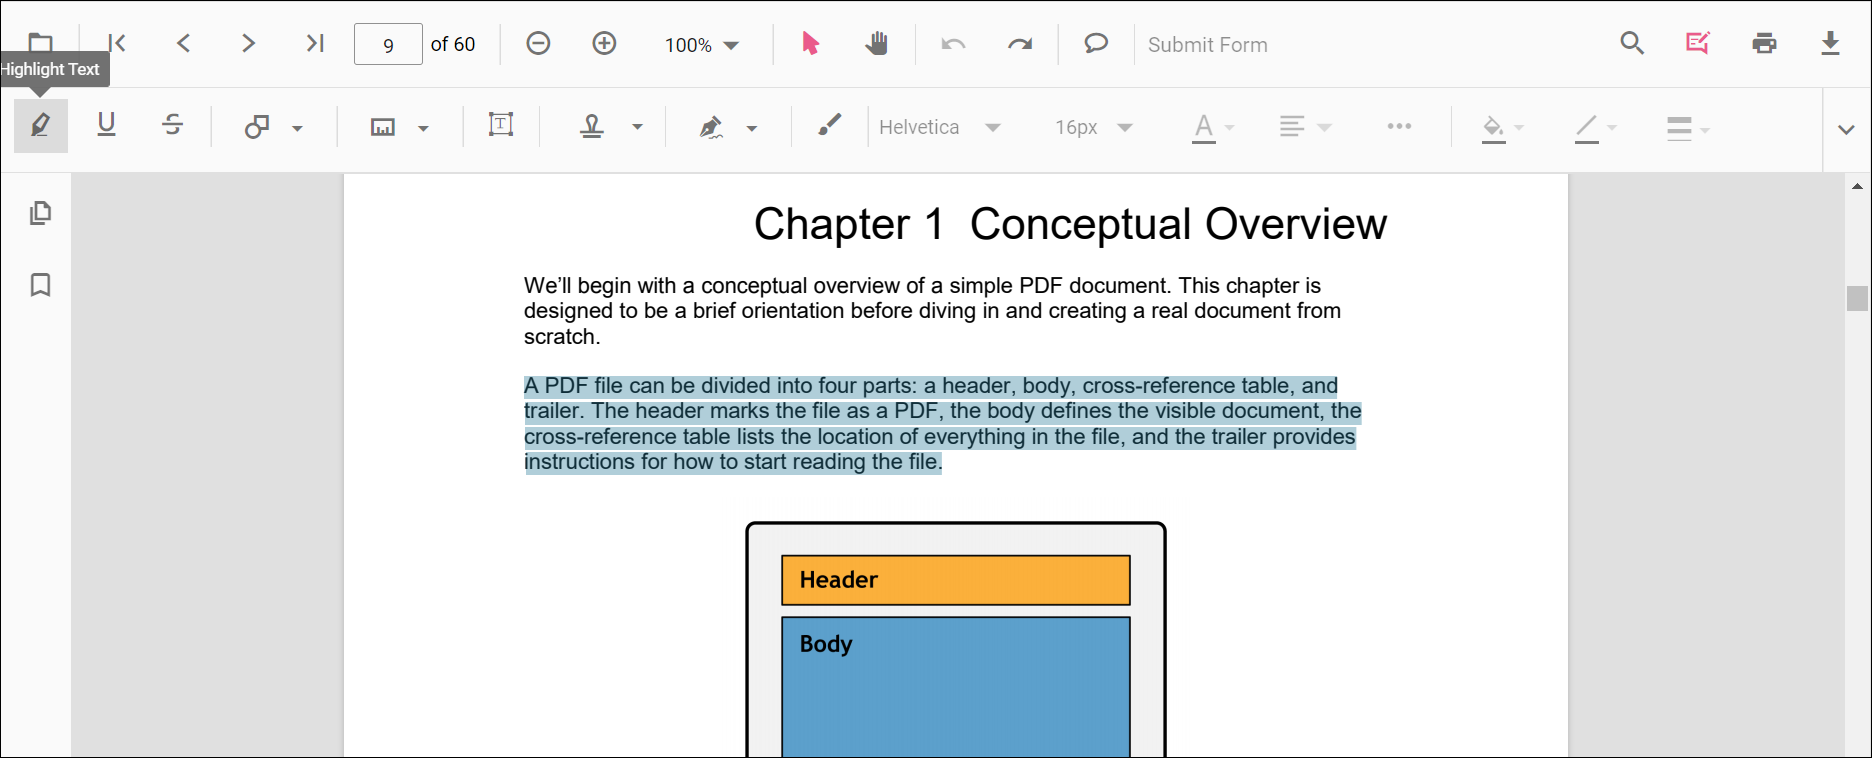 9 of 60 100% Submit Form
Highlight Text
U S T Helvetica 16px A
Chapter 1 Conceptual Overview
We’ll begin with a conceptual overview of a simple PDF document. This chapter is
designed to be a brief orientation before diving in and creating a real document from
scratch.
A PDF file can be divided into four parts: a header, body, cross-reference table, and
trailer. The header marks the file as a PDF, the body defines the visible document, the
cross-reference table lists the location of everything in the file, and the trailer provides
instructions for how to start reading the file.
Header
Body